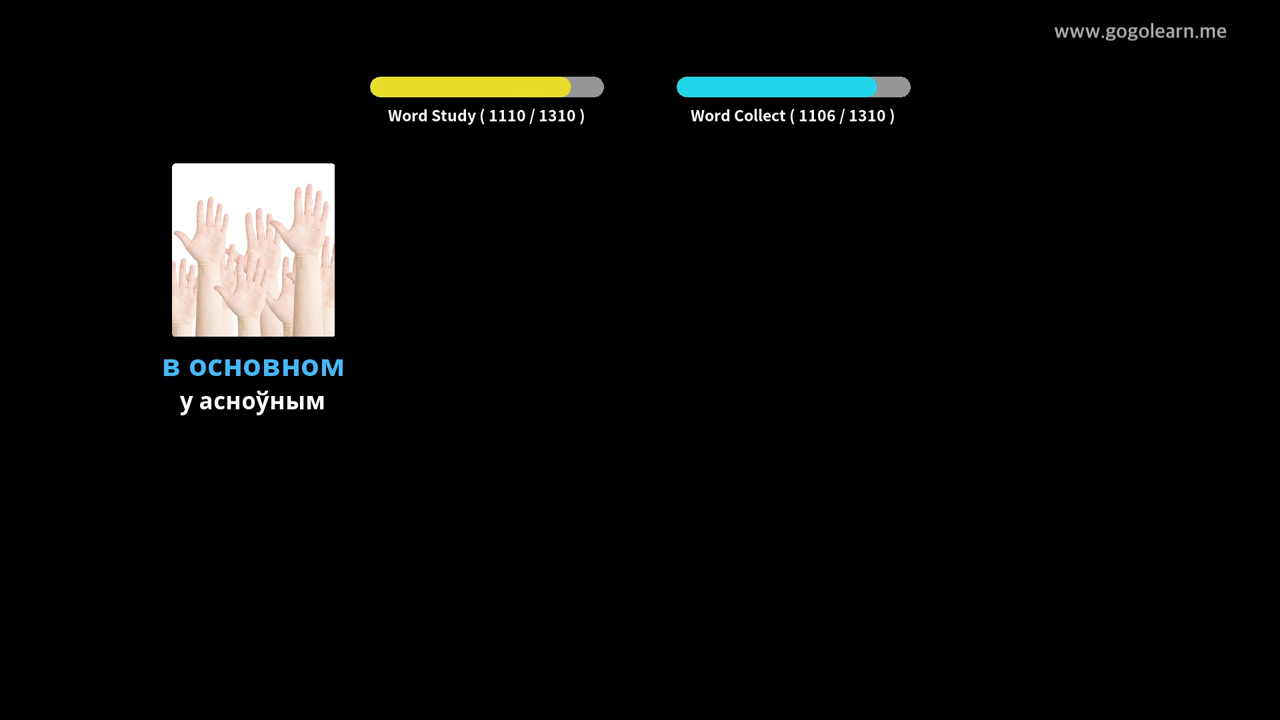 www.gogolearn.me
Word Study ( 1110 / 1310 )
Word Collect ( 1106 / 1310 )
в основном
у асноўным